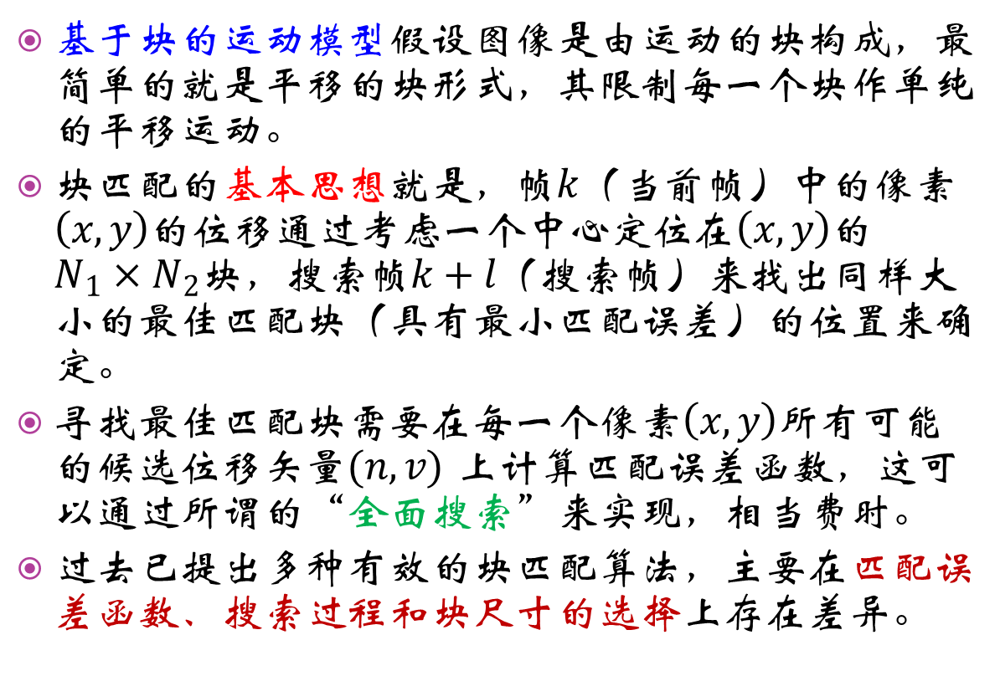 基于块的运动模型假设图像是由运动的块构成，最
简单的就是平移的块形式，其限制每一个块作单纯
的平移运动。
块匹配的基本思想就是，帧k（当前帧）中的像素
(x,y)的位移通过考虑一个中心定位在(x,y)的
N₁×N₂块，搜索帧k+l（搜索帧）来找出同样大
小的最佳匹配块（具有最小匹配误差）的位置来确
定。
寻找最佳匹配块需要在每一个像素(x,y)所有可能
的候选位移矢量(n,v) 上计算匹配误差函数，这可
以通过所谓的“全面搜索”来实现，相当费时。
过去已提出多种有效的块匹配算法，主要在匹配误
差函数、搜索过程和块尺寸的选择上存在差异。